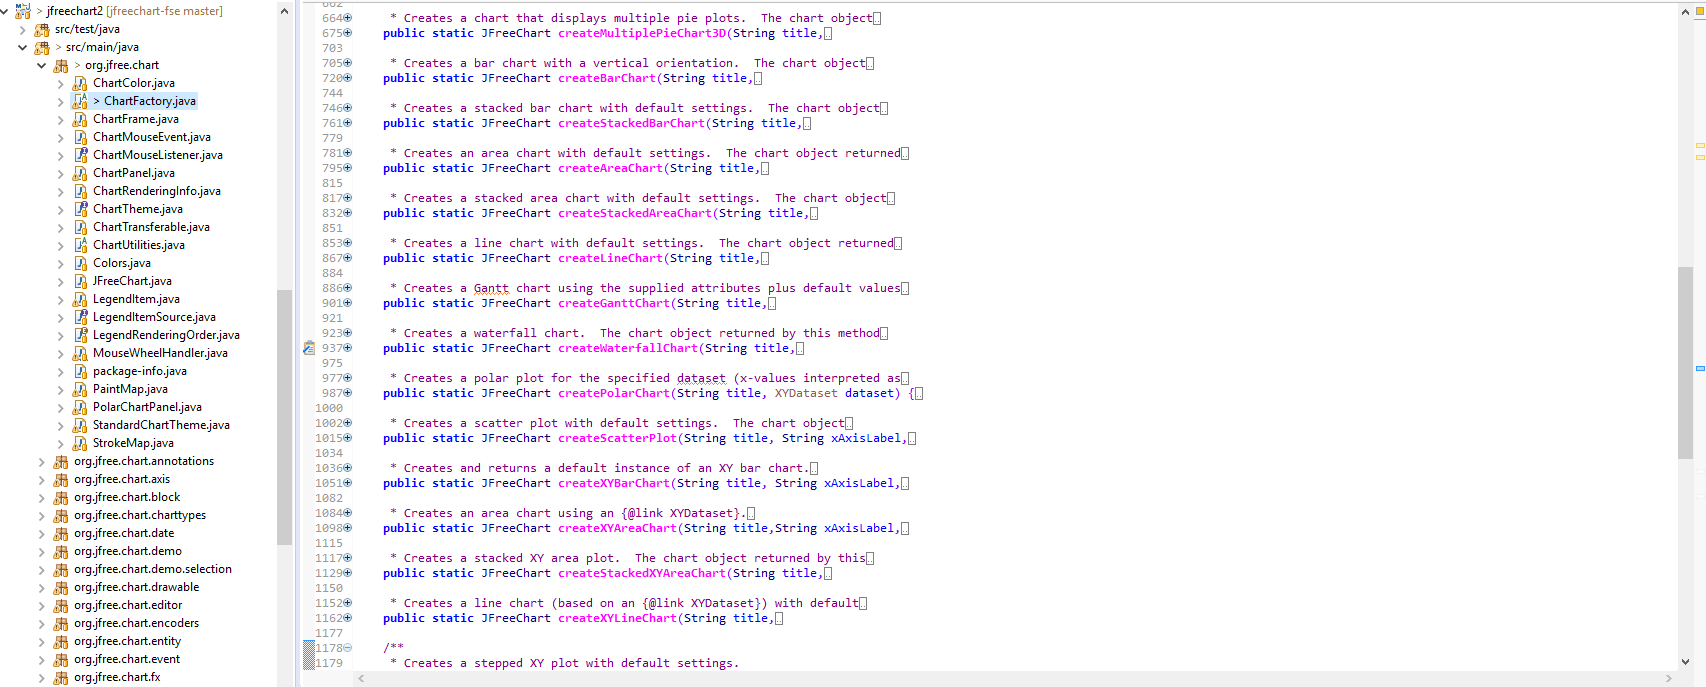 jfreechart2 [jfreechart-fse master]
src/test/java
> src/main/java
> org.jfree.chart
ChartColor.java
> ChartFactory.java
ChartFrame.java
ChartMouseEvent.java
ChartMouseListener.java
ChartPanel.java
ChartRenderingInfo.java
ChartTheme.java
ChartTransferable.java
ChartUtilities.java
Colors.java
JFreeChart.java
LegendItem.java
LegendItemSource.java
LegendRenderingOrder.java
MouseWheelHandler.java
package-info.java
PaintMap.java
PolarChartPanel.java
StandardChartTheme.java
StrokeMap.java
org.jfree.chart.annotations
org.jfree.chart.axis
org.jfree.chart.block
org.jfree.chart.charttypes
org.jfree.chart.date
org.jfree.chart.demo
org.jfree.chart.demo.selection
org.jfree.chart.drawable
org.jfree.chart.editor
org.jfree.chart.encoders
org.jfree.chart.entity
org.jfree.chart.event
org.jfree.chart.fx
662
664 * Creates a chart that displays multiple pie plots.  The chart object
675 public static JFreeChart createMultiplePieChart3D(String title,
703
705 * Creates a bar chart with a vertical orientation.  The chart object
720 public static JFreeChart createBarChart(String title,
744
746 * Creates a stacked bar chart with default settings.  The chart object
761 public static JFreeChart createStackedBarChart(String title,
779
781 * Creates an area chart with default settings.  The chart object returned
795 public static JFreeChart createAreaChart(String title,
815
817 * Creates a stacked area chart with default settings.  The chart object
832 public static JFreeChart createStackedAreaChart(String title,
851
853 * Creates a line chart with default settings.  The chart object returned
867 public static JFreeChart createLineChart(String title,
884
886 * Creates a Gantt chart using the supplied attributes plus default values
901 public static JFreeChart createGanttChart(String title,
921
923 * Creates a waterfall chart.  The chart object returned by this method
937 public static JFreeChart createWaterfallChart(String title,
975
977 * Creates a polar plot for the specified dataset (x-values interpreted as
987 public static JFreeChart createPolarChart(String title, XYDataset dataset) {
1000
1002 * Creates a scatter plot with default settings.  The chart object
1015 public static JFreeChart createScatterPlot(String title, String xAxisLabel,
1034
1036 * Creates and returns a default instance of an XY bar chart.
1051 public static JFreeChart createXYBarChart(String title, String xAxisLabel,
1082
1084 * Creates an area chart using an {@link XYDataset}.
1098 public static JFreeChart createXYAreaChart(String title,String xAxisLabel,
1115
1117 * Creates a stacked XY area plot.  The chart object returned by this
1129 public static JFreeChart createStackedXYAreaChart(String title,
1150
1152 * Creates a line chart (based on an {@link XYDataset}) with default
1162 public static JFreeChart createXYLineChart(String title,
1177
1178 /**
1179 * Creates a stepped XY plot with default settings.